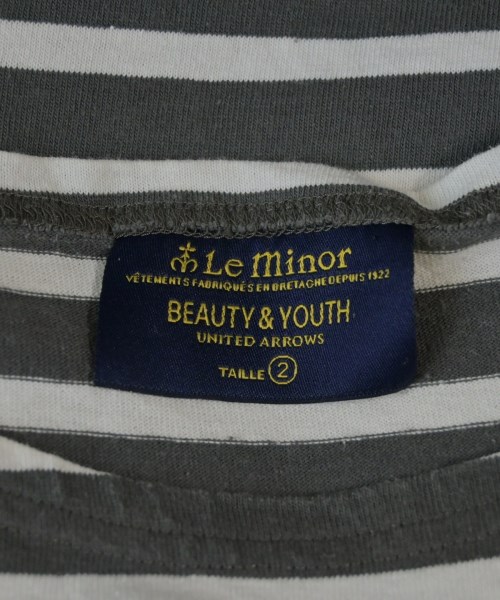 Le Minor
VÊTEMENTS FABRIQUÉS EN BRETAGNE DEPUIS 1922
BEAUTY & YOUTH
UNITED ARROWS
TAILLE 2